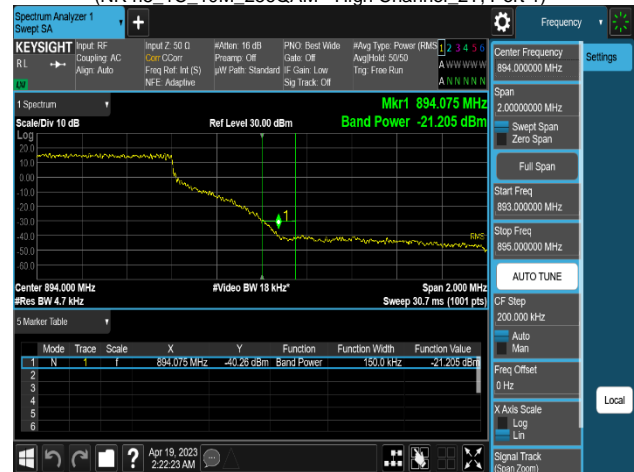 (NR n5_1C_10M_256QAM - High Channel_21, Port 1)
Spectrum Analyzer 1
Swept SA
Frequency
KEYSIGHT
RL
Input: RF
Coupling: AC
Align: Auto
Input Z: 50 Ω
Corr CCorr
Freq Ref: Int (S)
NFE: Adaptive
#Atten: 16 dB
Preamp: Off
µW Path: Standard
PNO: Best Wide
Gate: Off
IF Gain: Low
Sig Track: Off
#Avg Type: Power (RMS)
Avg|Hold: 50/50
Trig: Free Run
1 2 3 4 5 6
A W W W W W
A N N N N N
Center Frequency
894.000000 MHz
Settings
Span
2.00000000 MHz
Swept Span
Zero Span
Full Span
Start Freq
893.000000 MHz
Stop Freq
895.000000 MHz
AUTO TUNE
CF Step
200.000 kHz
Auto
Man
Freq Offset
0 Hz
X Axis Scale
Log
Lin
Signal Track
(Span Zoom)
Local
1 Spectrum
Scale/Div 10 dB
Ref Level 30.00 dBm
Mkr1 894.075 MHz
Band Power -21.205 dBm
Log
20.0
10.0
0.00
-10.0
-20.0
-30.0
-40.0
-50.0
-60.0
1
RMS
Center 894.000 MHz
#Video BW 18 kHz*
Span 2.000 MHz
#Res BW 4.7 kHz
Sweep 30.7 ms (1001 pts)
5 Marker Table
Mode Trace Scale X Y Function Function Width Function Value
1 N 1 f 894.075 MHz -40.26 dBm Band Power 150.0 kHz -21.205 dBm
2
3
4
5
6
?
Apr 19, 2023
2:22:23 AM